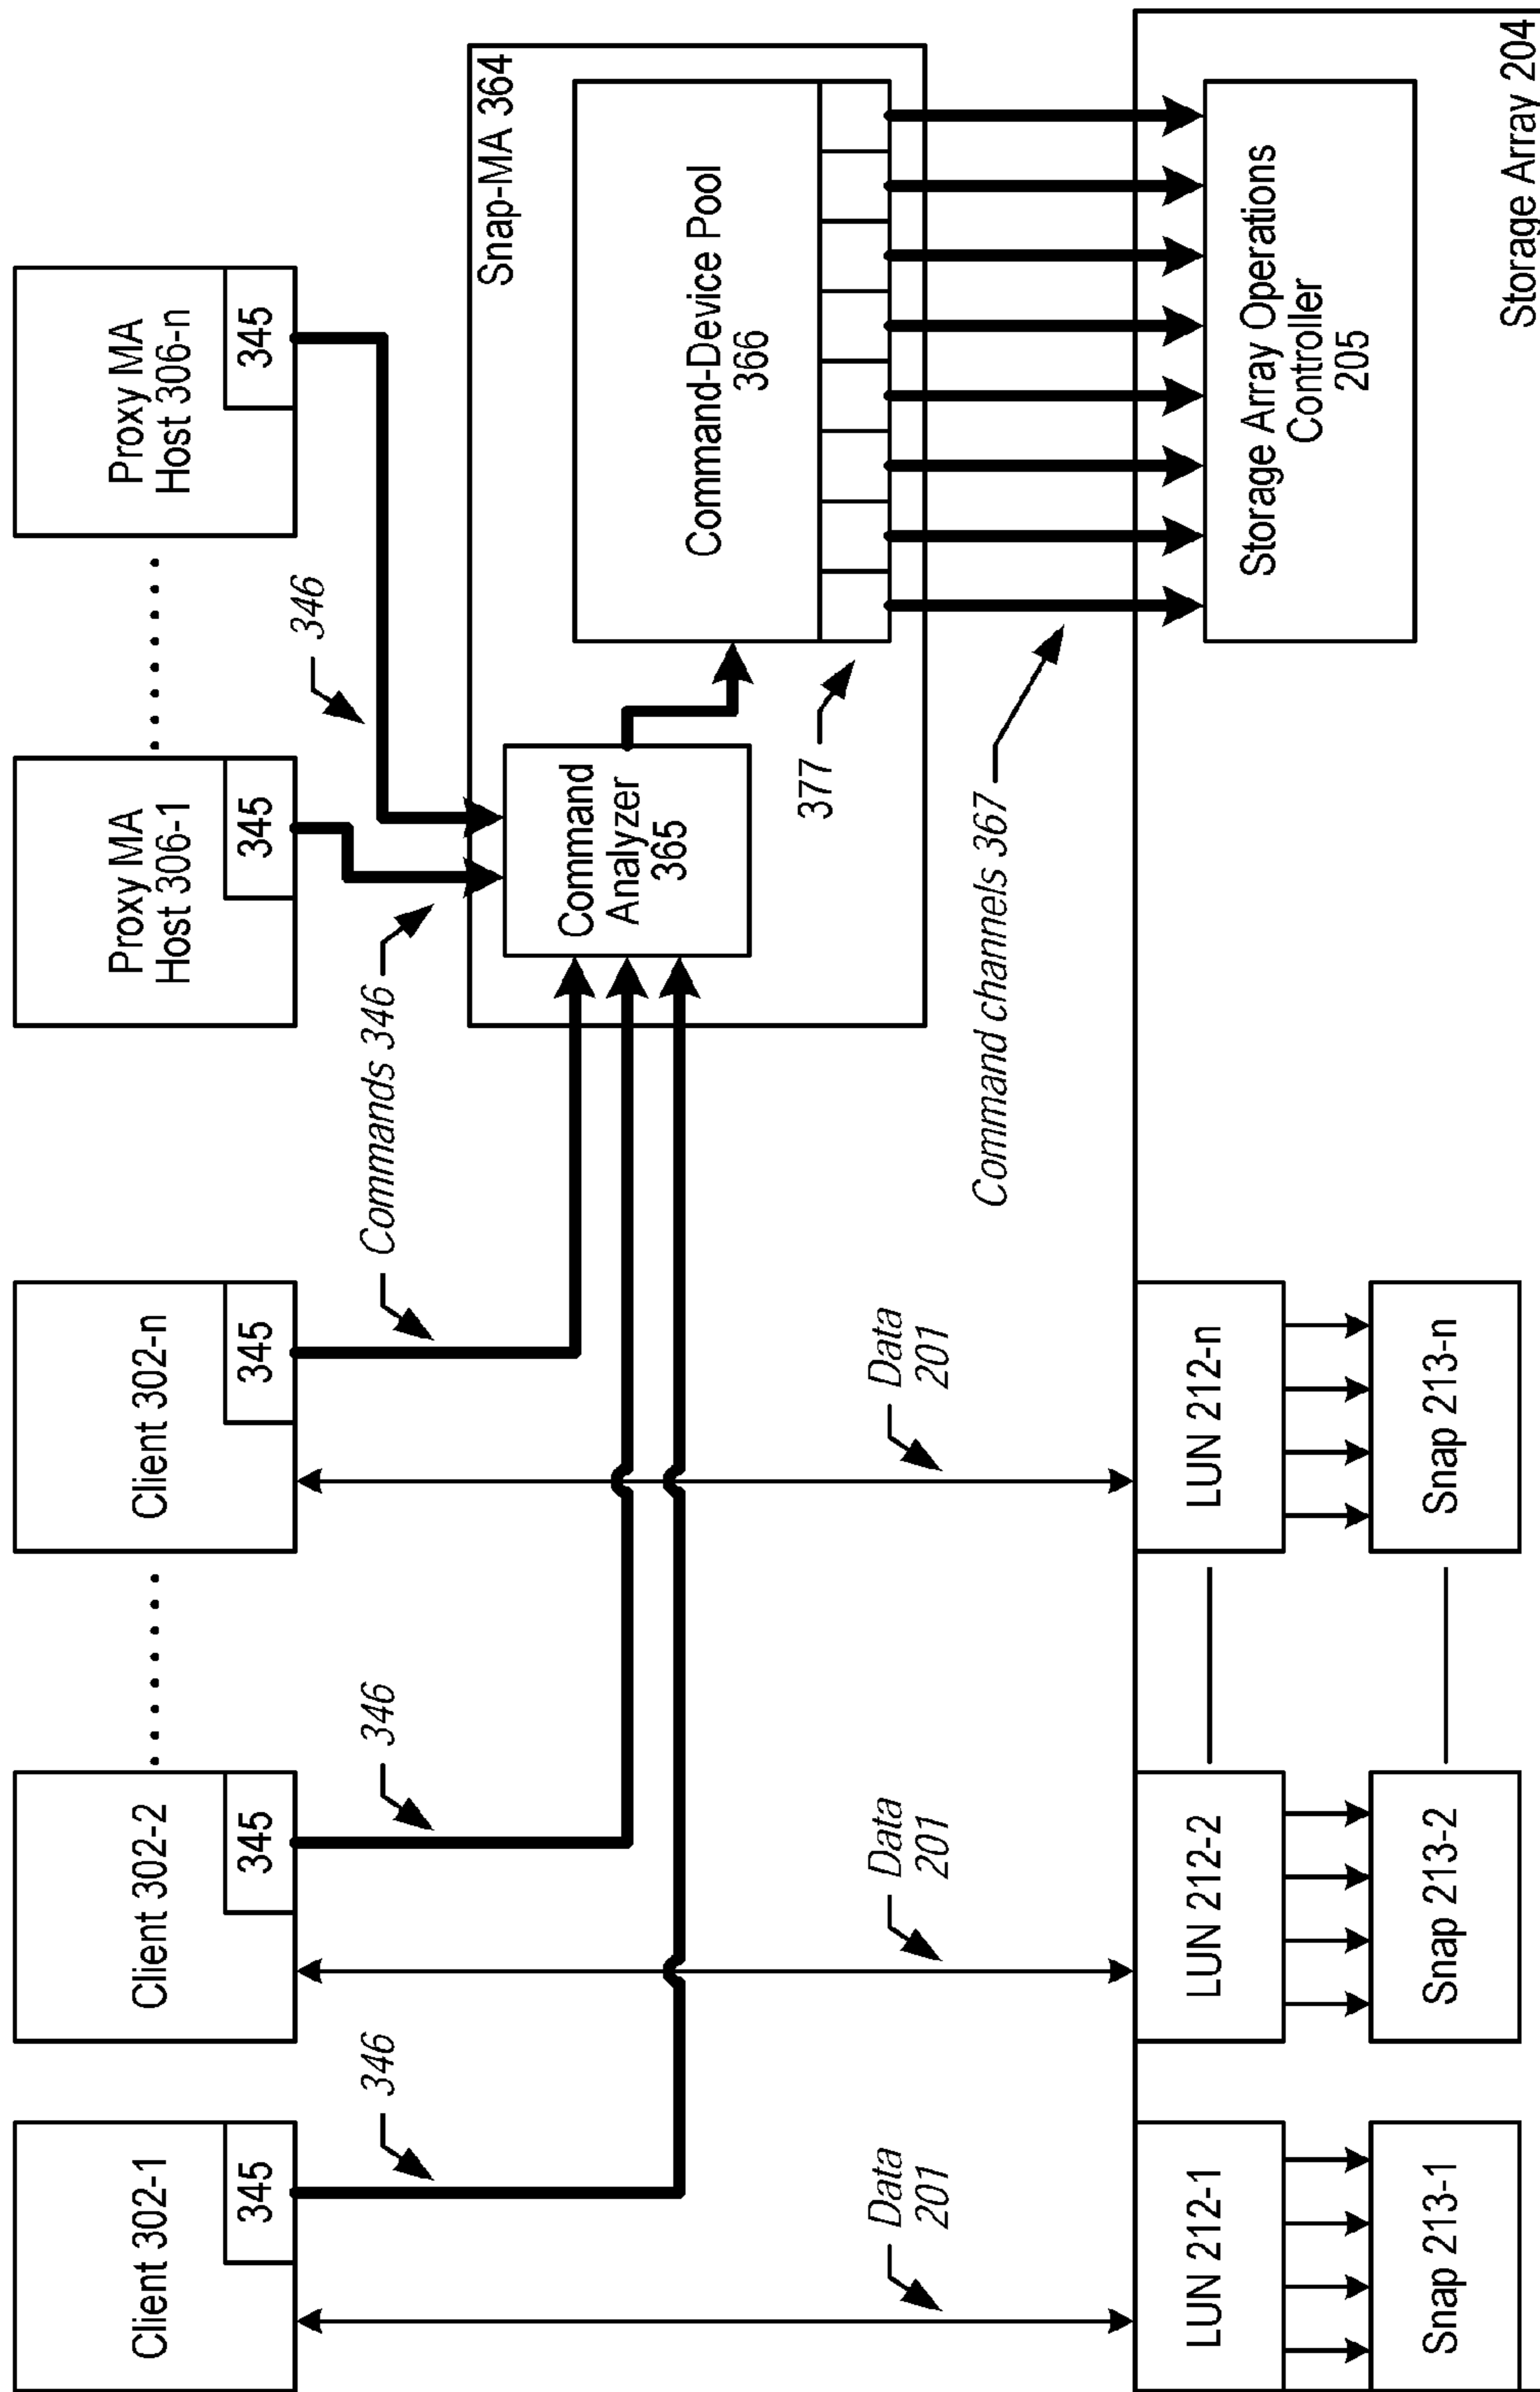 Client 302-1
345
Client 302-2
345
Client 302-n
345
Proxy MA
Host 306-1
345
Proxy MA
Host 306-n
345
346
346
Commands 346
346
Snap-MA 364
Command
Analyzer
365
Command-Device Pool
366
377
Data
201
Data
201
Data
201
Command channels 367
LUN 212-1
LUN 212-2
LUN 212-n
Snap 213-1
Snap 213-2
Snap 213-n
Storage Array Operations
Controller
205
Storage Array 204